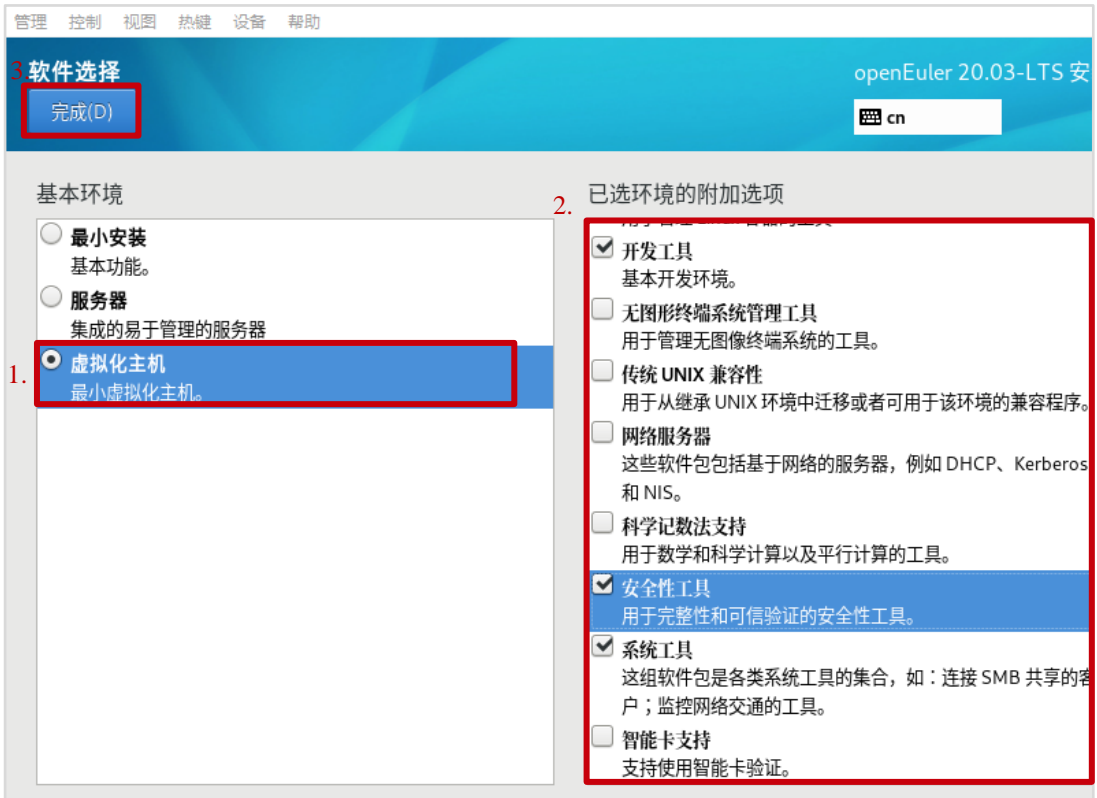 管理 控制 视图 热键 设备 帮助
3.软件选择
openEuler 20.03-LTS 安
完成(D)
cn
基本环境
2. 已选环境的附加选项
最小安装
基本功能。
服务器
集成的易于管理的服务器
1. 虚拟化主机
最小虚拟化主机。
开发工具
基本开发环境。
无图形终端系统管理工具
用于管理无图像终端系统的工具。
传统 UNIX 兼容性
用于从继承 UNIX 环境中迁移或者可用于该环境的兼容程序。
网络服务器
这些软件包包括基于网络的服务器，例如 DHCP、Kerberos
和 NIS。
科学记数法支持
用于数学和科学计算以及平行计算的工具。
安全性工具
用于完整性和可信验证的安全性工具。
系统工具
这组软件包是各类系统工具的集合，如：连接 SMB 共享的客
户；监控网络交通的工具。
智能卡支持
支持使用智能卡验证。